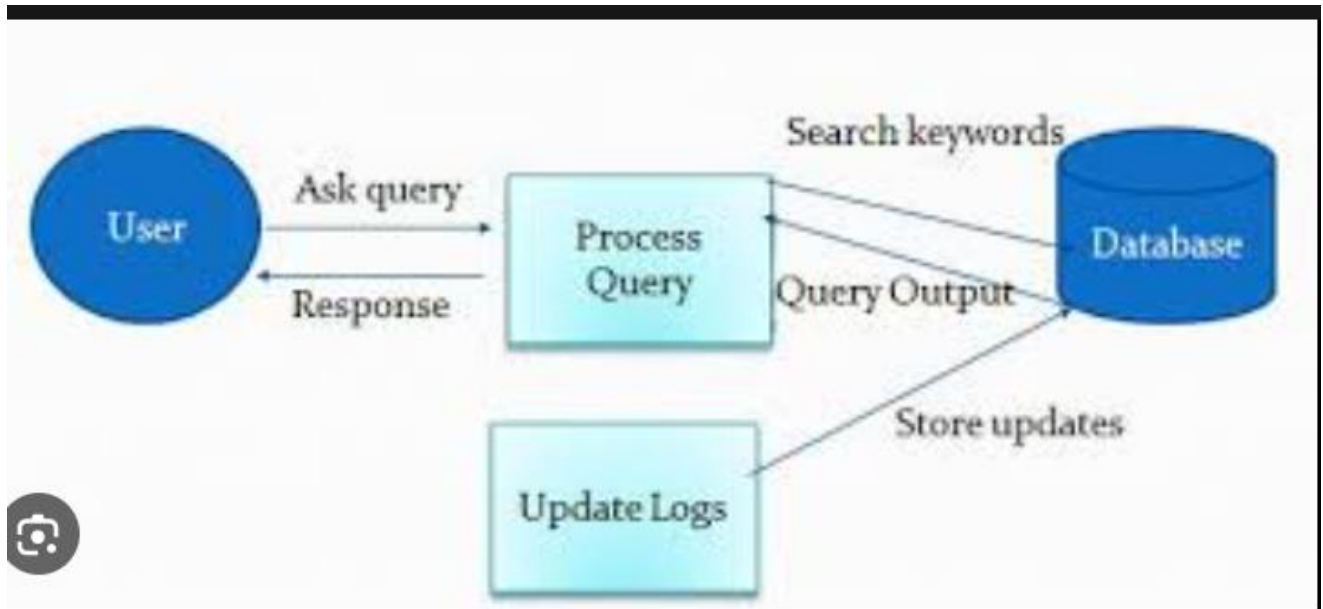 Search keywords
Ask query
User
Process
Query
Database
Response
Query Output
Store updates
Update Logs